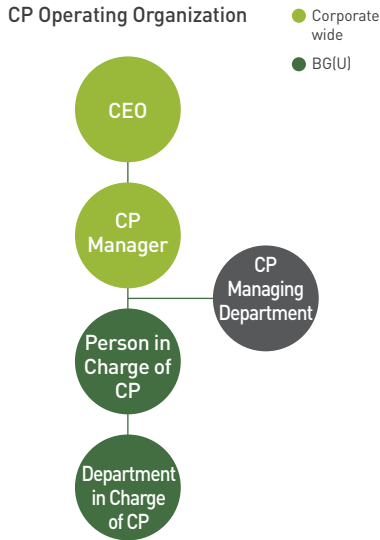 CP Operating Organization
Corporate
wide
BG(U)
CEO
CP
Manager
CP
Managing
Department
Person in
Charge of
CP
Department
in Charge
of CP